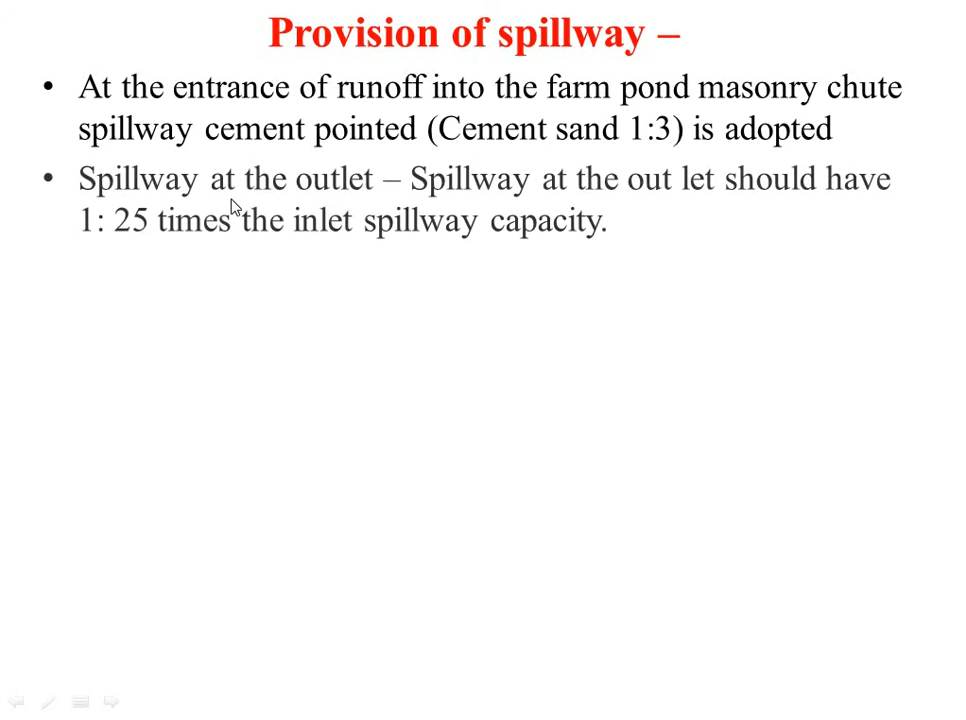 Provision of spillway –
• At the entrance of runoff into the farm pond masonry chute
spillway cement pointed (Cement sand 1:3) is adopted
• Spillway at the outlet – Spillway at the out let should have
1: 25 times the inlet spillway capacity.